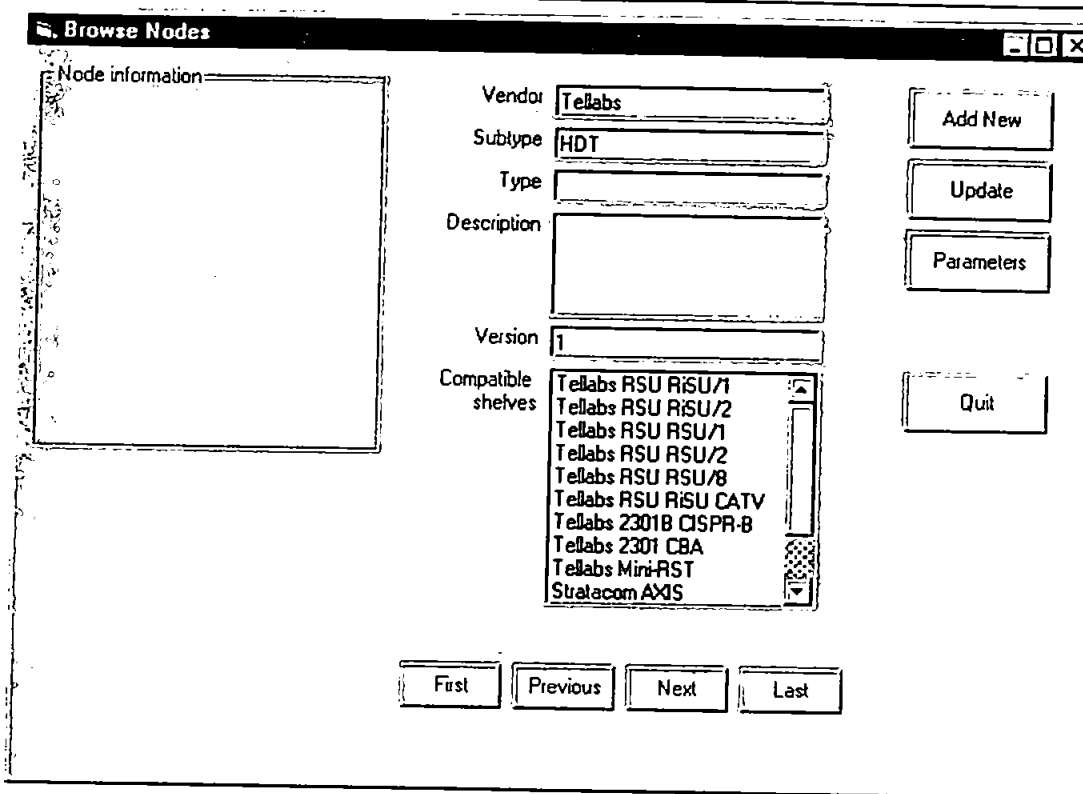 Browse Nodes
Node information
Vendor Tellabs
Subtype HDT
Type
Description
Version 1
Compatible shelves
Tellabs RSU RiSU/1
Tellabs RSU RiSU/2
Tellabs RSU RSU/1
Tellabs RSU RSU/2
Tellabs RSU RSU/8
Tellabs RSU RiSU CATV
Tellabs 2301B CISPR-B
Tellabs 2301 CBA
Tellabs Mini-RST
Stratacom AXIS
Add New
Update
Parameters
Quit
First Previous Next Last